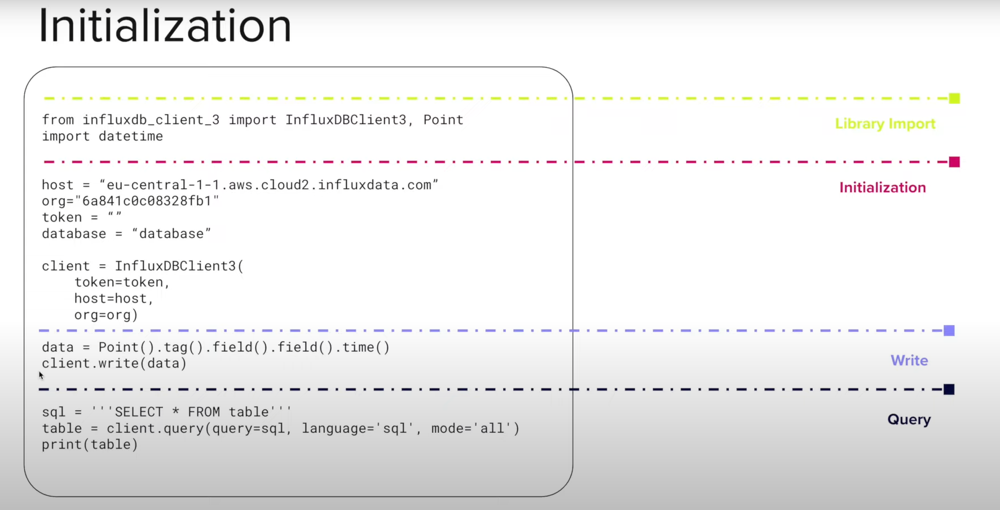 Initialization
from influxdb_client_3 import InfluxDBClient3, Point
import datetime
Library Import
host = “eu-central-1-1.aws.cloud2.influxdata.com”
org="6a841c0c08328fb1"
token = “”
database = “database”
Initialization
client = InfluxDBClient3(
    token=token,
    host=host,
    org=org)
data = Point().tag().field().field().time()
client.write(data)
Write
sql = '''SELECT * FROM table'''
table = client.query(query=sql, language='sql', mode='all')
print(table)
Query